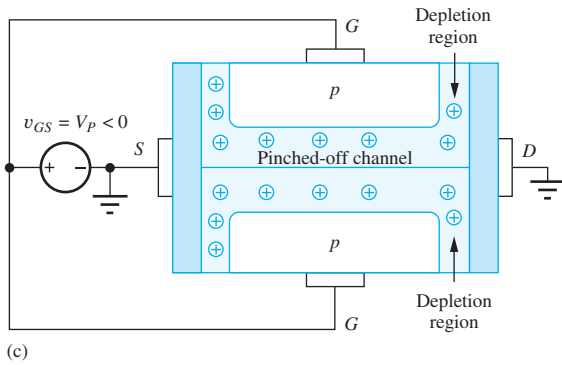 Depletion
region
G
p
v_GS = V_P < 0
+
−
S
Pinched-off channel
D
p
Depletion
region
G
(c)